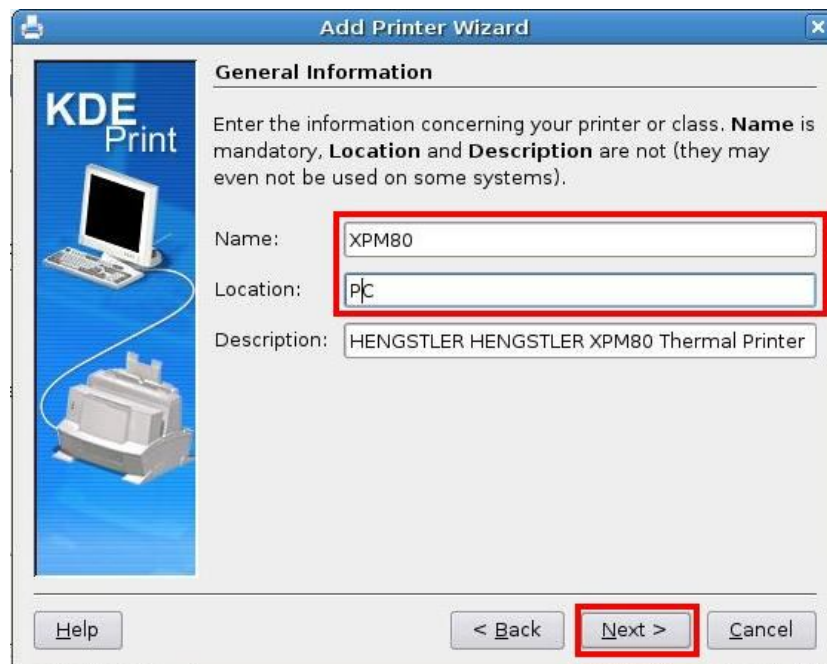 Add Printer Wizard
KDE
Print
General Information
Enter the information concerning your printer or class. Name is
mandatory, Location and Description are not (they may
even not be used on some systems).
Name: XPM80
Location: PC
Description: HENGSTLER HENGSTLER XPM80 Thermal Printer
Help < Back Next > Cancel